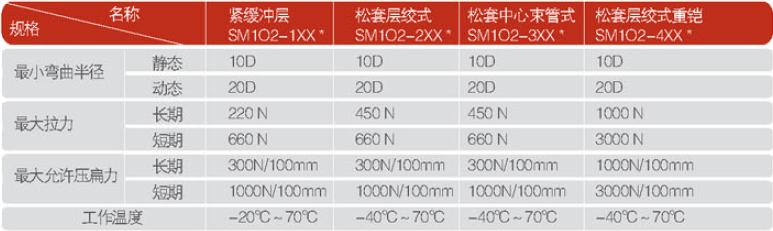 名称 紧缓冲层 松套层绞式 松套中心束管式 松套层绞式重铠
规格 SM1O2-1XX * SM1O2-2XX * SM1O2-3XX * SM1O2-4XX *
最小弯曲半径 静态 10D 10D 10D 10D
动态 20D 20D 20D 20D
最大拉力 长期 220 N 450 N 450 N 1000 N
短期 660 N 660 N 660 N 3000 N
最大允许压扁力 长期 300N/100mm 300N/100mm 300N/100mm 1000N/100mm
短期 1000N/100mm 1000N/100mm 1000N/100mm 3000N/100mm
工作温度 -20℃~70℃ -40℃~70℃ -40℃~70℃ -40℃~70℃